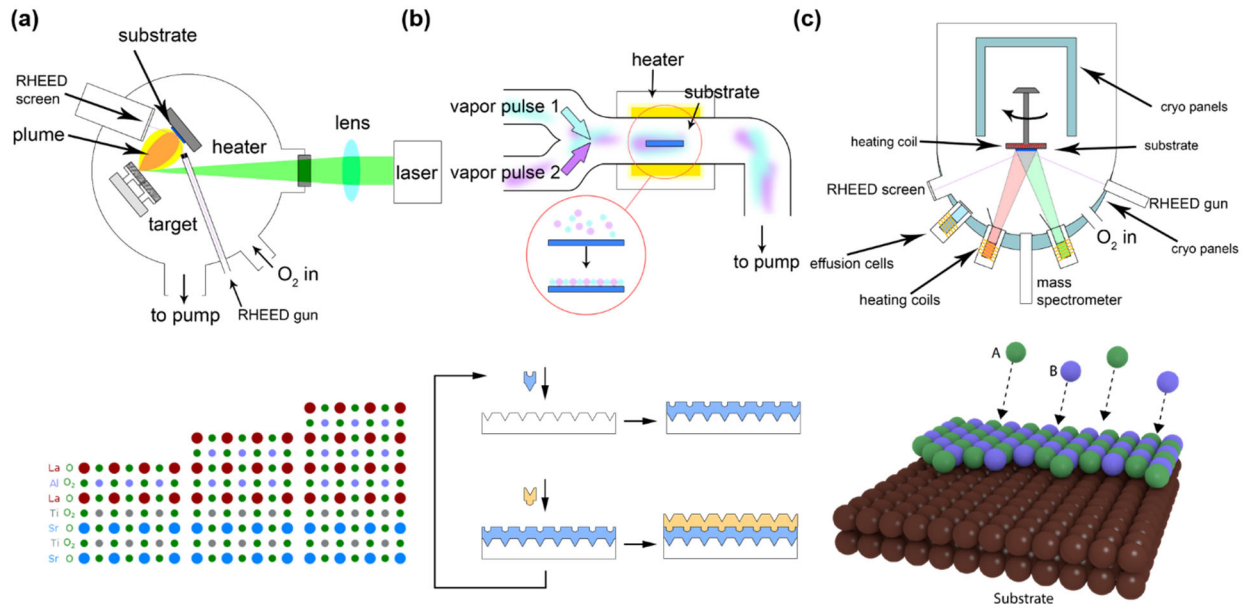 (a)
substrate
RHEED
screen
plume
heater
lens
laser
target
O₂ in
to pump
RHEED gun
(b)
heater
substrate
vapor pulse 1
vapor pulse 2
to pump
(c)
cryo panels
heating coil
substrate
RHEED screen
RHEED gun
O₂ in
cryo panels
effusion cells
heating coils
mass
spectrometer
La O
Al O₂
La O
Ti O₂
Sr O
Ti O₂
Sr O
A
B
Substrate